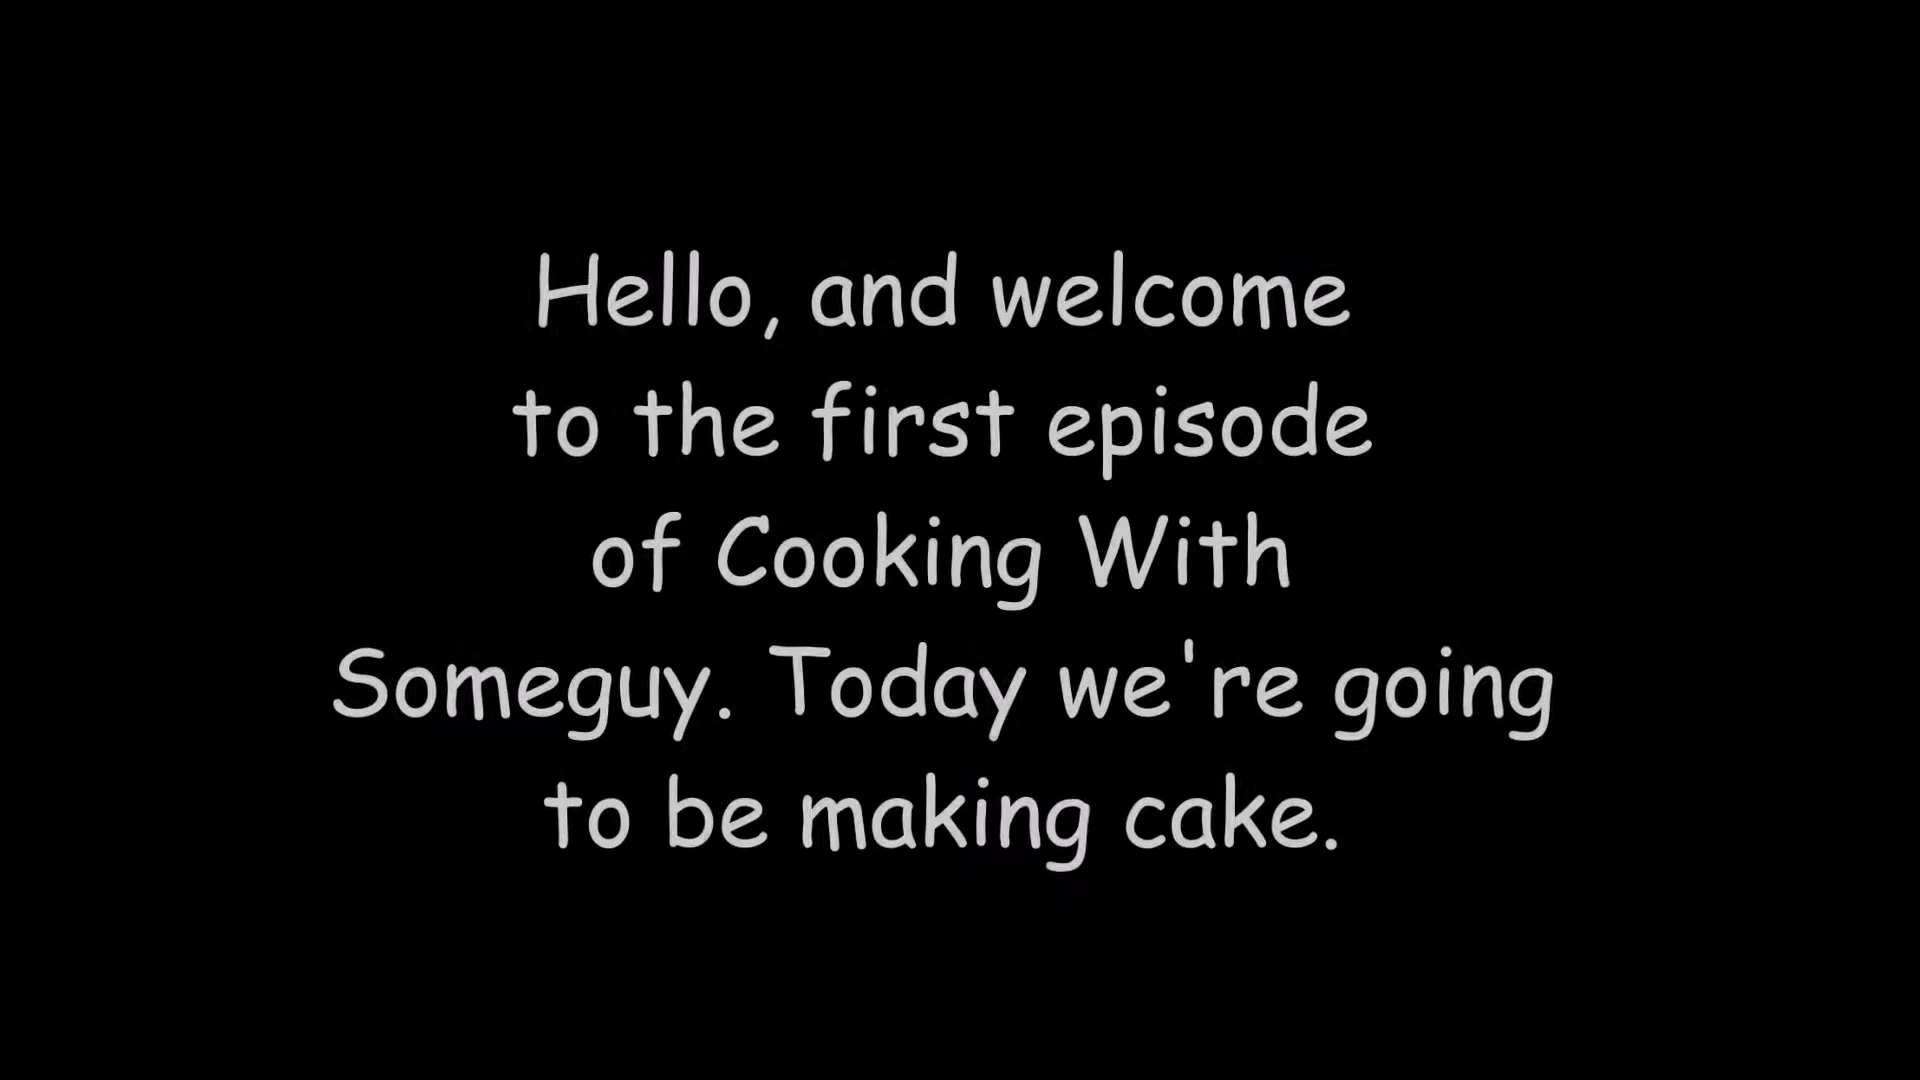 Hello, and welcome
to the first episode
of Cooking With
Someguy. Today we're going
to be making cake.